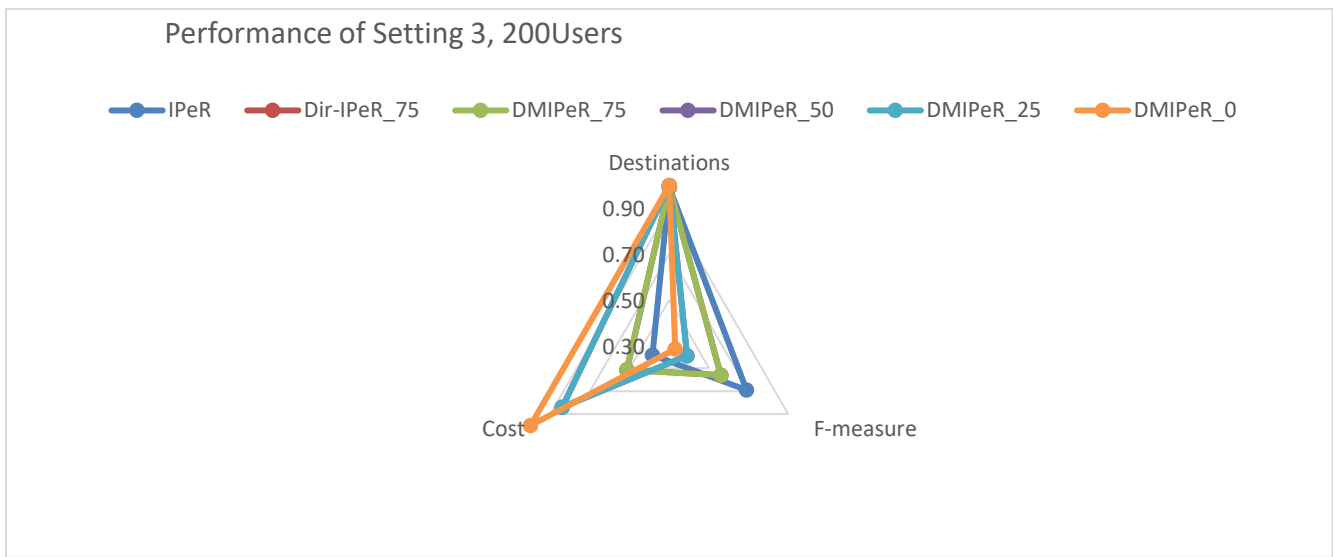 Performance of Setting 3, 200Users
IPeR Dir-IPeR_75 DMIPeR_75 DMIPeR_50 DMIPeR_25 DMIPeR_0
Destinations
0.90
0.70
0.50
0.30
Cost F-measure